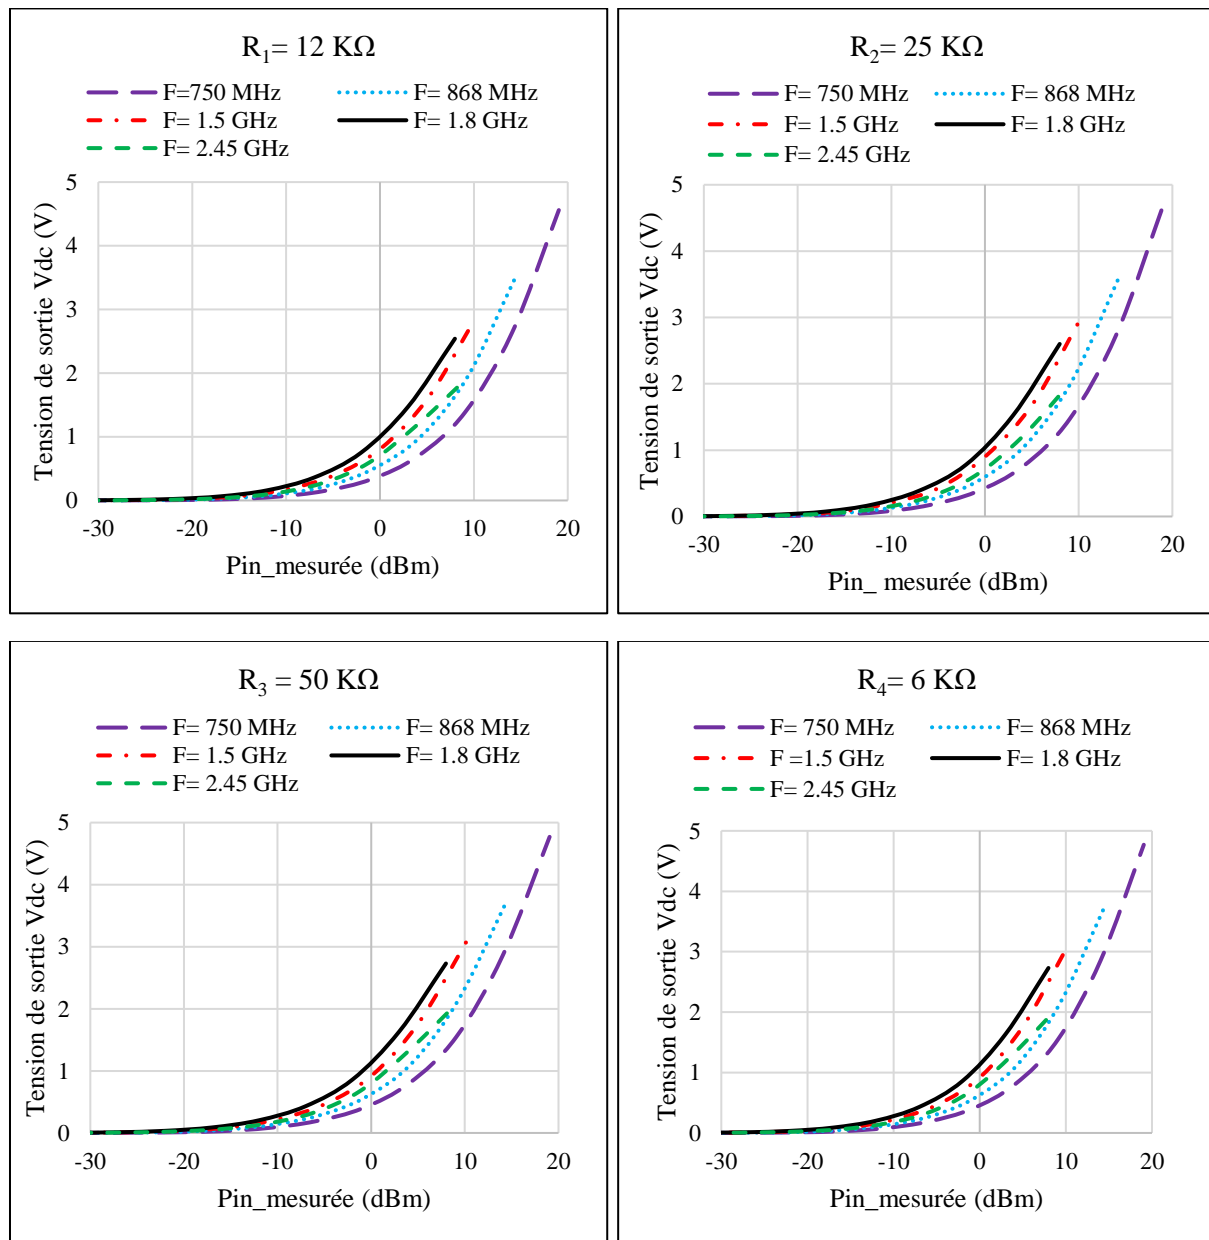 R₁= 12 KΩ
F=750 MHz
F= 868 MHz
F= 1.5 GHz
F= 1.8 GHz
F= 2.45 GHz
5
4
3
2
1
0
-30
-20
-10
0
10
20
Tension de sortie Vdc (V)
Pin_mesurée (dBm)
R₂= 25 KΩ
F= 750 MHz
F= 868 MHz
F= 1.5 GHz
F= 1.8 GHz
F= 2.45 GHz
5
4
3
2
1
0
-30
-20
-10
0
10
20
Tension de sortie Vdc (V)
Pin_ mesurée (dBm)
R₃ = 50 KΩ
F= 750 MHz
F= 868 MHz
F= 1.5 GHz
F= 1.8 GHz
F= 2.45 GHz
5
4
3
2
1
0
-30
-20
-10
0
10
20
Tension de sortie Vdc (V)
Pin_mesurée (dBm)
R₄= 6 KΩ
F= 750 MHz
F= 868 MHz
F =1.5 GHz
F= 1.8 GHz
F= 2.45 GHz
5
4
3
2
1
0
-30
-20
-10
0
10
20
Tension de sortie Vdc (V)
Pin_mesurée (dBm)